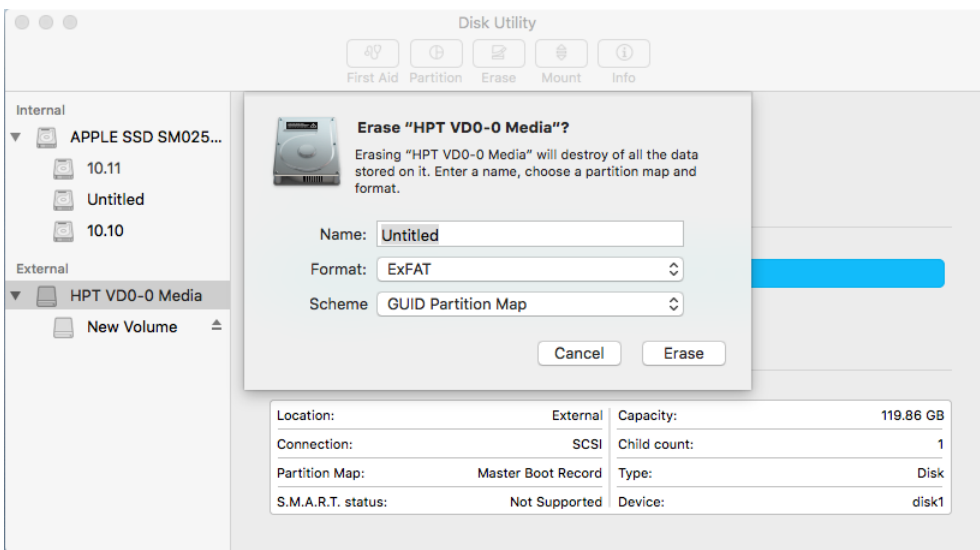 Disk Utility
First Aid Partition Erase Mount Info
Internal
APPLE SSD SM025...
10.11
Untitled
10.10
External
HPT VD0-0 Media
New Volume
Erase “HPT VD0-0 Media”?
Erasing “HPT VD0-0 Media” will destroy of all the data
stored on it. Enter a name, choose a partition map and
format.
Name: Untitled
Format: ExFAT
Scheme GUID Partition Map
Cancel Erase
Location: External Capacity: 119.86 GB
Connection: SCSI Child count: 1
Partition Map: Master Boot Record Type: Disk
S.M.A.R.T. status: Not Supported Device: disk1